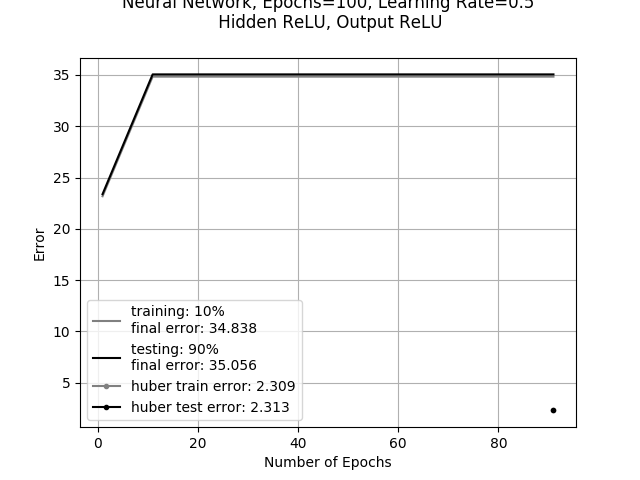 Neural Network, Epochs=100, Learning Rate=0.5
Hidden ReLU, Output ReLU
35
30
25
20
15
10
5
Error
training: 10%
final error: 34.838
testing: 90%
final error: 35.056
huber train error: 2.309
huber test error: 2.313
0 20 40 60 80
Number of Epochs